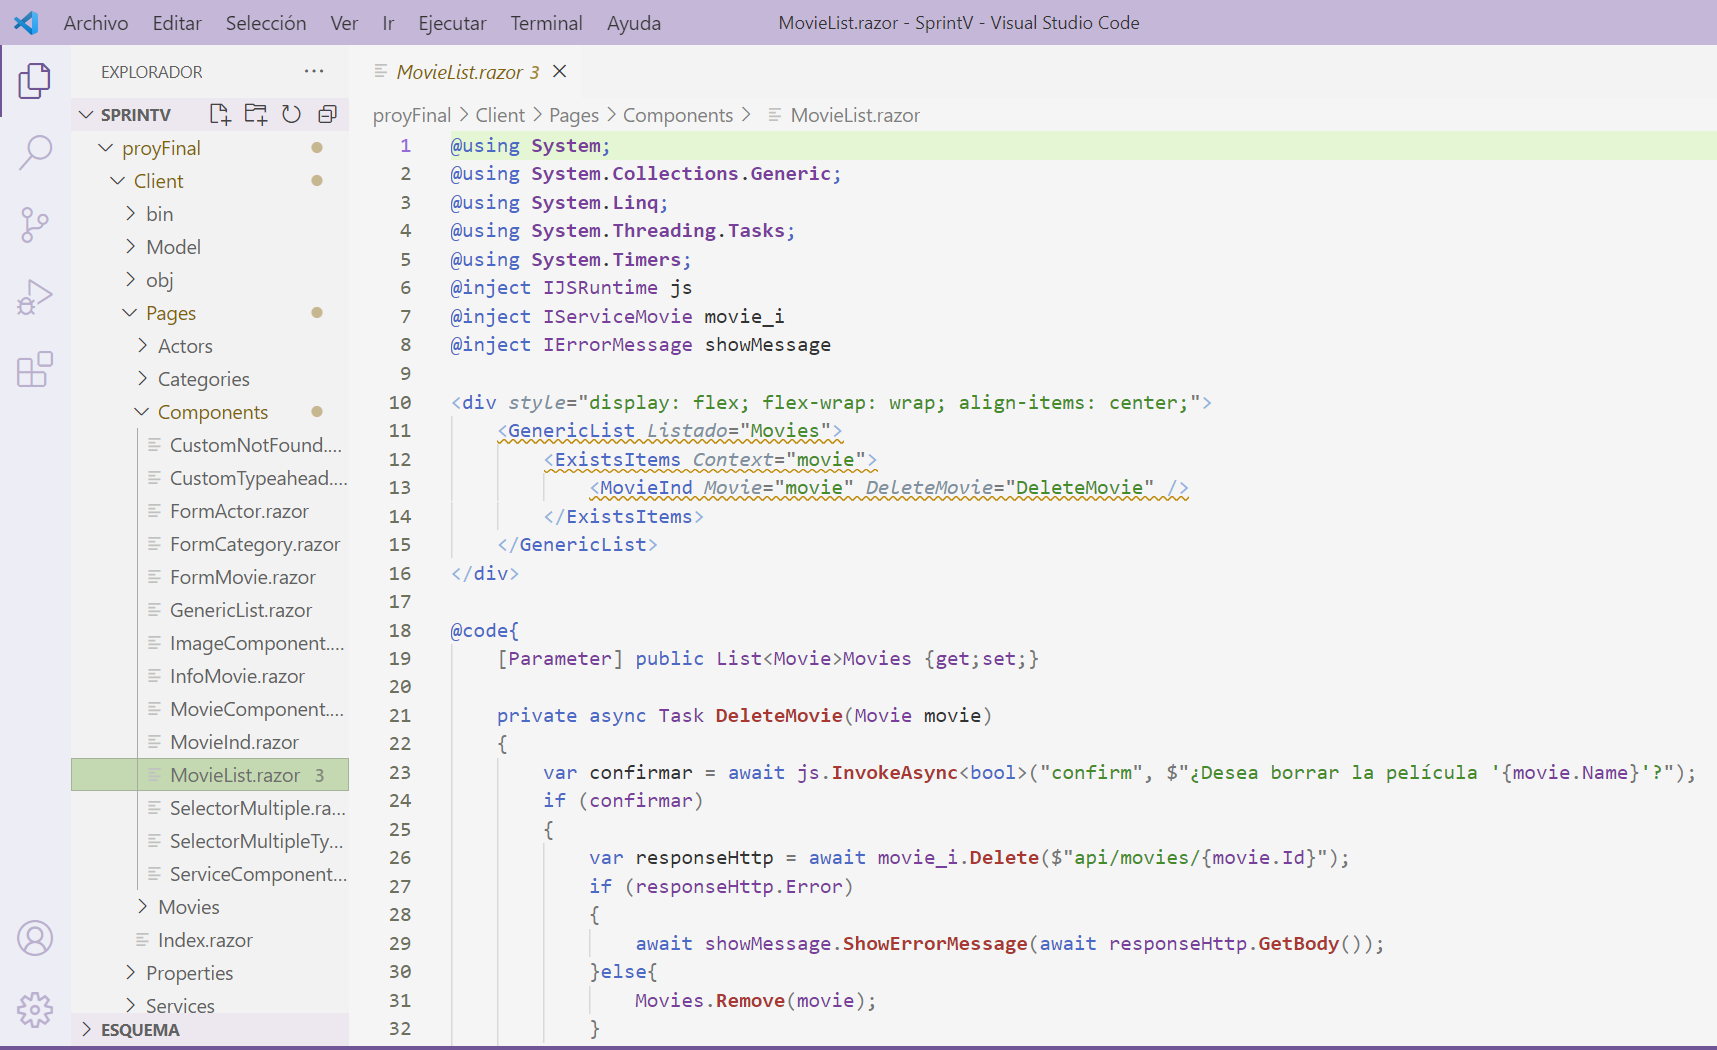 Archivo Editar Selección Ver Ir Ejecutar Terminal Ayuda MovieList.razor - SprintV - Visual Studio Code
EXPLORADOR ···
SPRINTV
proyFinal
Client
bin
Model
obj
Pages
Actors
Categories
Components
CustomNotFound....
CustomTypeahead....
FormActor.razor
FormCategory.razor
FormMovie.razor
GenericList.razor
ImageComponent....
InfoMovie.razor
MovieComponent....
MovieInd.razor
MovieList.razor 3
SelectorMultiple.ra...
SelectorMultipleTy...
ServiceComponent...
Movies
Index.razor
Properties
Services
ESQUEMA
MovieList.razor 3
proyFinal > Client > Pages > Components > MovieList.razor
1 @using System;
2 @using System.Collections.Generic;
3 @using System.Linq;
4 @using System.Threading.Tasks;
5 @using System.Timers;
6 @inject IJSRuntime js
7 @inject IServiceMovie movie_i
8 @inject IErrorMessage showMessage
9
10 <div style="display: flex; flex-wrap: wrap; align-items: center;">
11 <GenericList Listado="Movies">
12 <ExistsItems Context="movie">
13 <MovieInd Movie="movie" DeleteMovie="DeleteMovie" />
14 </ExistsItems>
15 </GenericList>
16 </div>
17
18 @code{
19 [Parameter] public List<Movie>Movies {get;set;}
20
21 private async Task DeleteMovie(Movie movie)
22 {
23 var confirmar = await js.InvokeAsync<bool>("confirm", $"¿Desea borrar la película '{movie.Name}'?");
24 if (confirmar)
25 {
26 var responseHttp = await movie_i.Delete($"api/movies/{movie.Id}");
27 if (responseHttp.Error)
28 {
29 await showMessage.ShowErrorMessage(await responseHttp.GetBody());
30 }else{
31 Movies.Remove(movie);
32 }